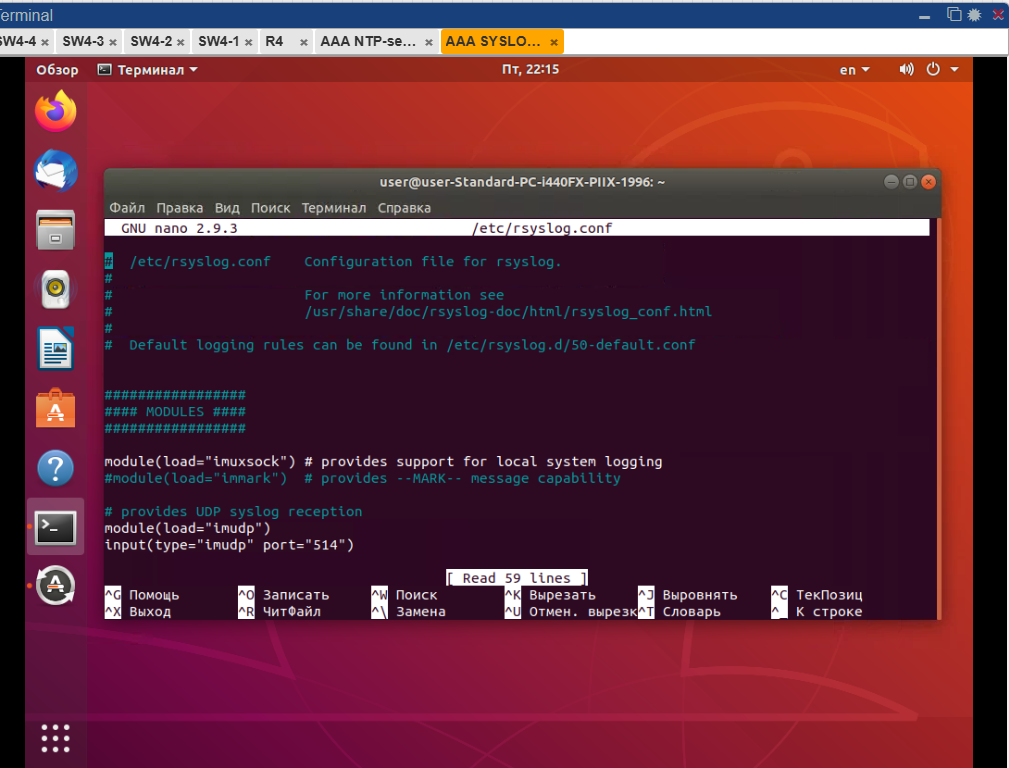 erminal
SW4-4 × SW4-3 × SW4-2 × SW4-1 × R4 × AAA NTP-se... × AAA SYSLO... ×
Обзор Терминал Пт, 22:15 en
user@user-Standard-PC-i440FX-PIIX-1996: ~
Файл Правка Вид Поиск Терминал Справка
GNU nano 2.9.3 /etc/rsyslog.conf
# /etc/rsyslog.conf Configuration file for rsyslog.
#
# For more information see
# /usr/share/doc/rsyslog-doc/html/rsyslog_conf.html
#
# Default logging rules can be found in /etc/rsyslog.d/50-default.conf
#################
#### MODULES ####
#################
module(load="imuxsock") # provides support for local system logging
#module(load="immark") # provides --MARK-- message capability
# provides UDP syslog reception
module(load="imudp")
input(type="imudp" port="514")
[ Read 59 lines ]
^G Помощь ^O Записать ^W Поиск ^K Вырезать ^J Выровнять ^C ТекПозиц
^X Выход ^R ЧитФайл ^\ Замена ^U Отмен. вырезк ^T Словарь ^_ К строке